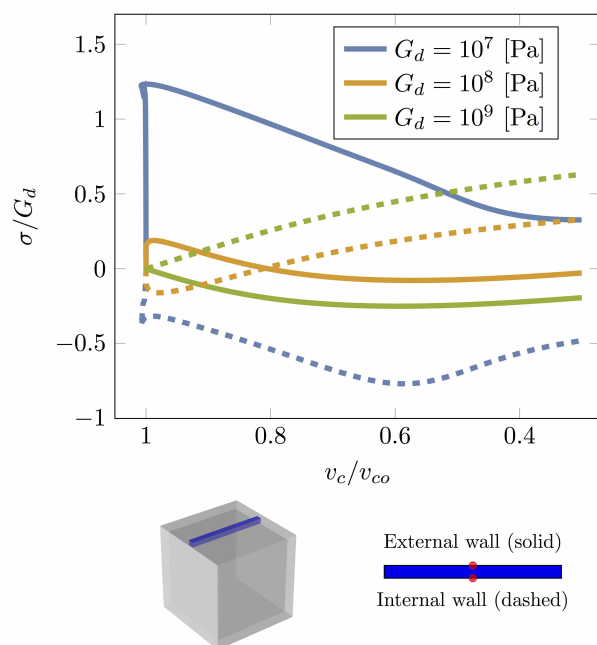 1.5
G_d = 10^7 [Pa]
G_d = 10^8 [Pa]
G_d = 10^9 [Pa]
1
0.5
0
−0.5
−1
σ/G_d
1 0.8 0.6 0.4
v_c/v_co
External wall (solid)
Internal wall (dashed)